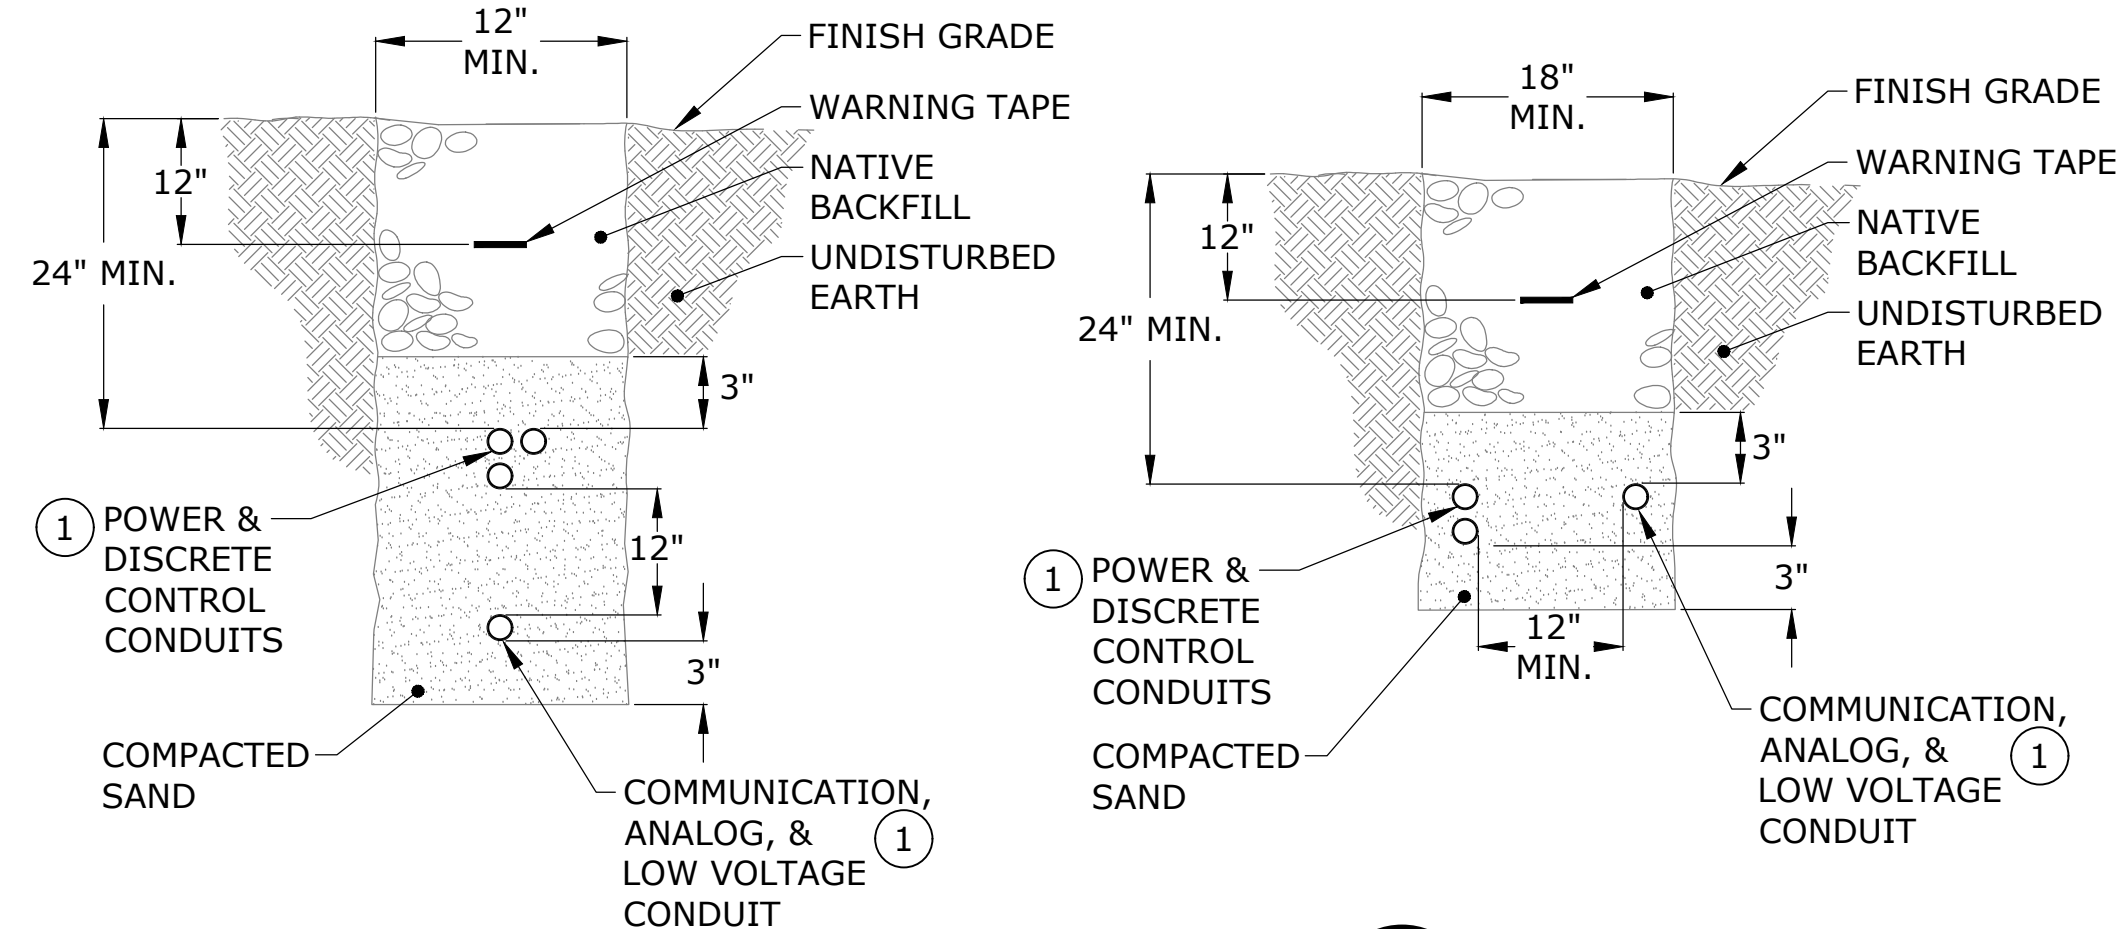 12"
MIN.
FINISH GRADE
WARNING TAPE
12"
NATIVE
BACKFILL
24" MIN.
UNDISTURBED
EARTH
3"
1
POWER &
DISCRETE
CONTROL
CONDUITS
12"
3"
COMPACTED
SAND
COMMUNICATION,
ANALOG, &
LOW VOLTAGE
CONDUIT
1
18"
MIN.
FINISH GRADE
WARNING TAPE
12"
NATIVE
BACKFILL
24" MIN.
UNDISTURBED
EARTH
3"
1
POWER &
DISCRETE
CONTROL
CONDUITS
3"
12"
MIN.
COMPACTED
SAND
COMMUNICATION,
ANALOG, &
LOW VOLTAGE
CONDUIT
1